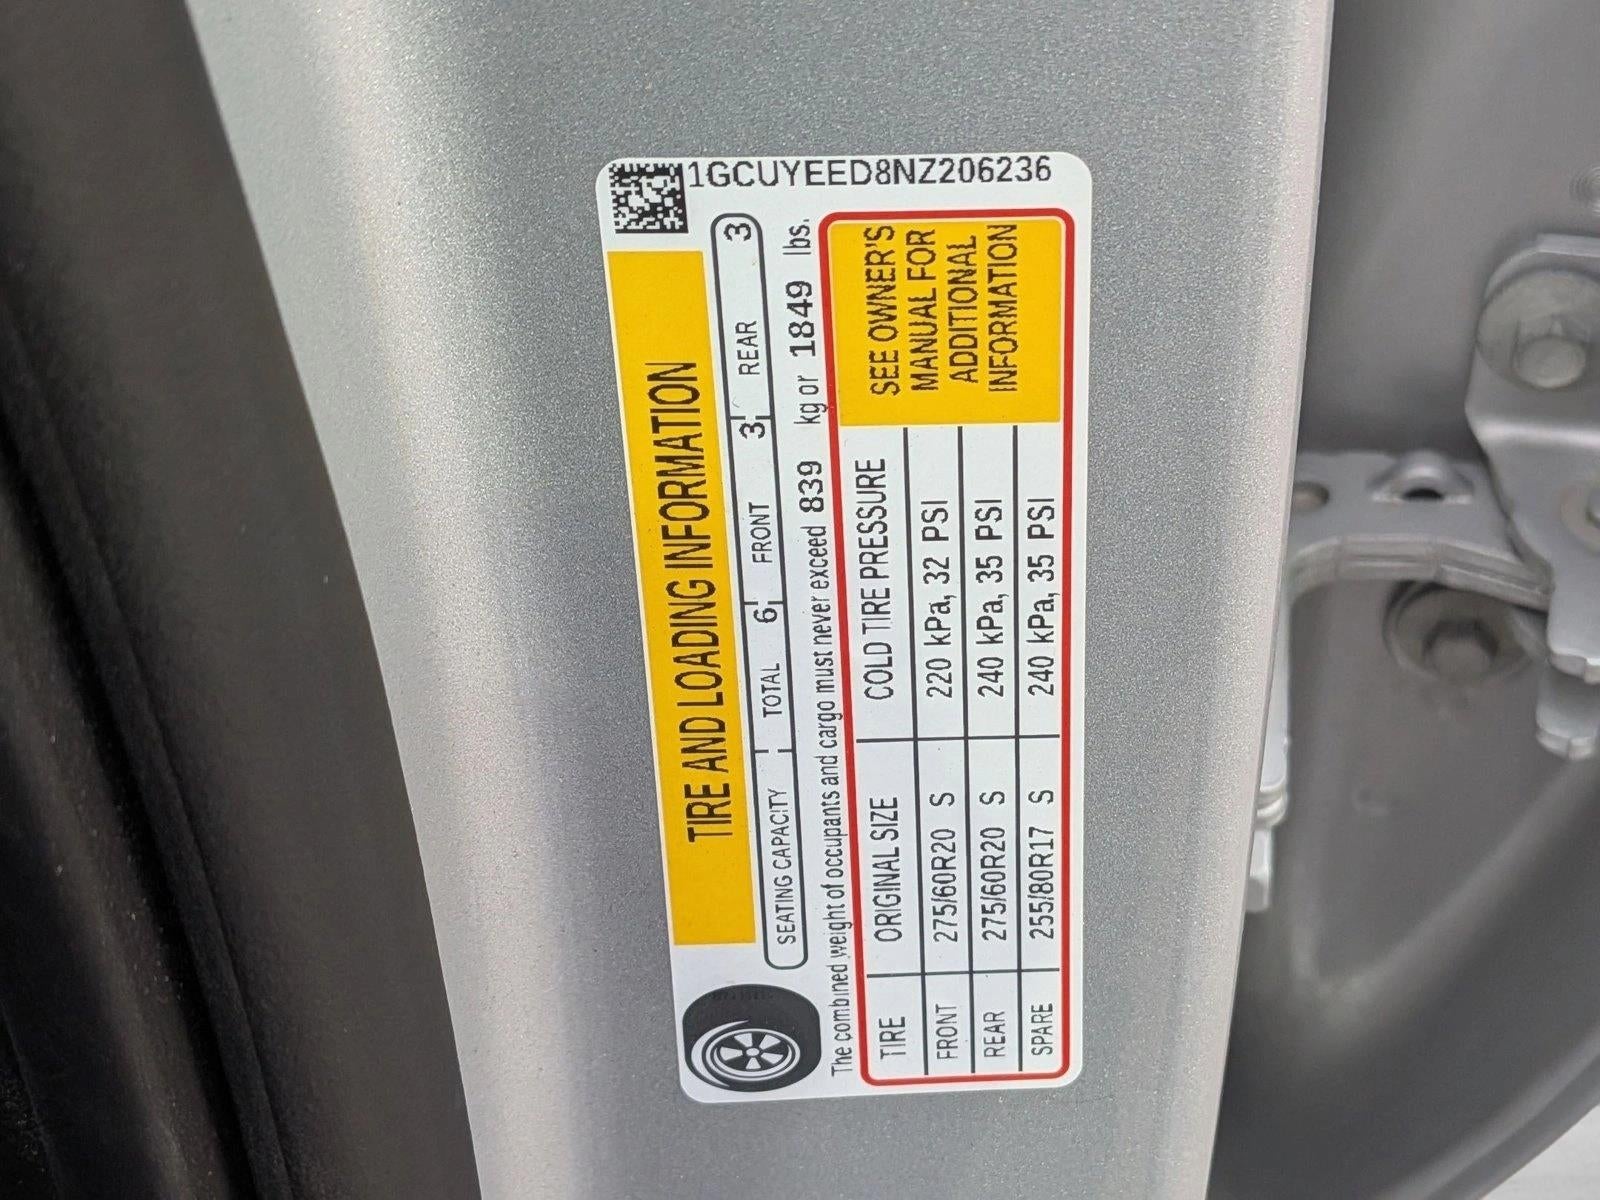 1GCUYEED8NZ206236
TIRE AND LOADING INFORMATION
SEATING CAPACITY TOTAL 6 FRONT 3 REAR 3
The combined weight of occupants and cargo must never exceed 839 kg or 1849 lbs.
TIRE ORIGINAL SIZE COLD TIRE PRESSURE
FRONT 275/60R20 S 220 kPa, 32 PSI
REAR 275/60R20 S 240 kPa, 35 PSI
SPARE 255/80R17 S 240 kPa, 35 PSI
SEE OWNER'S
MANUAL FOR
ADDITIONAL
INFORMATION